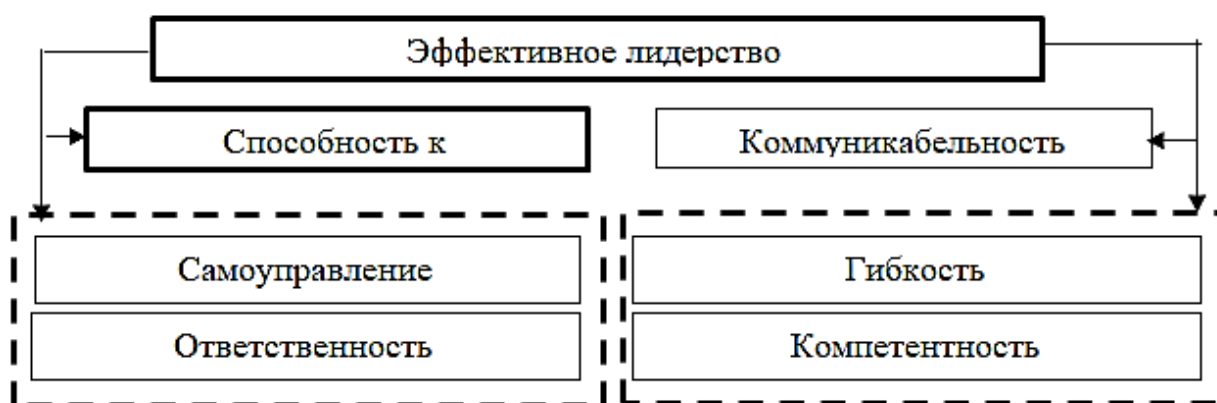 Эффективное лидерство
Способность к
Коммуникабельность
Самоуправление
Гибкость
Ответственность
Компетентность